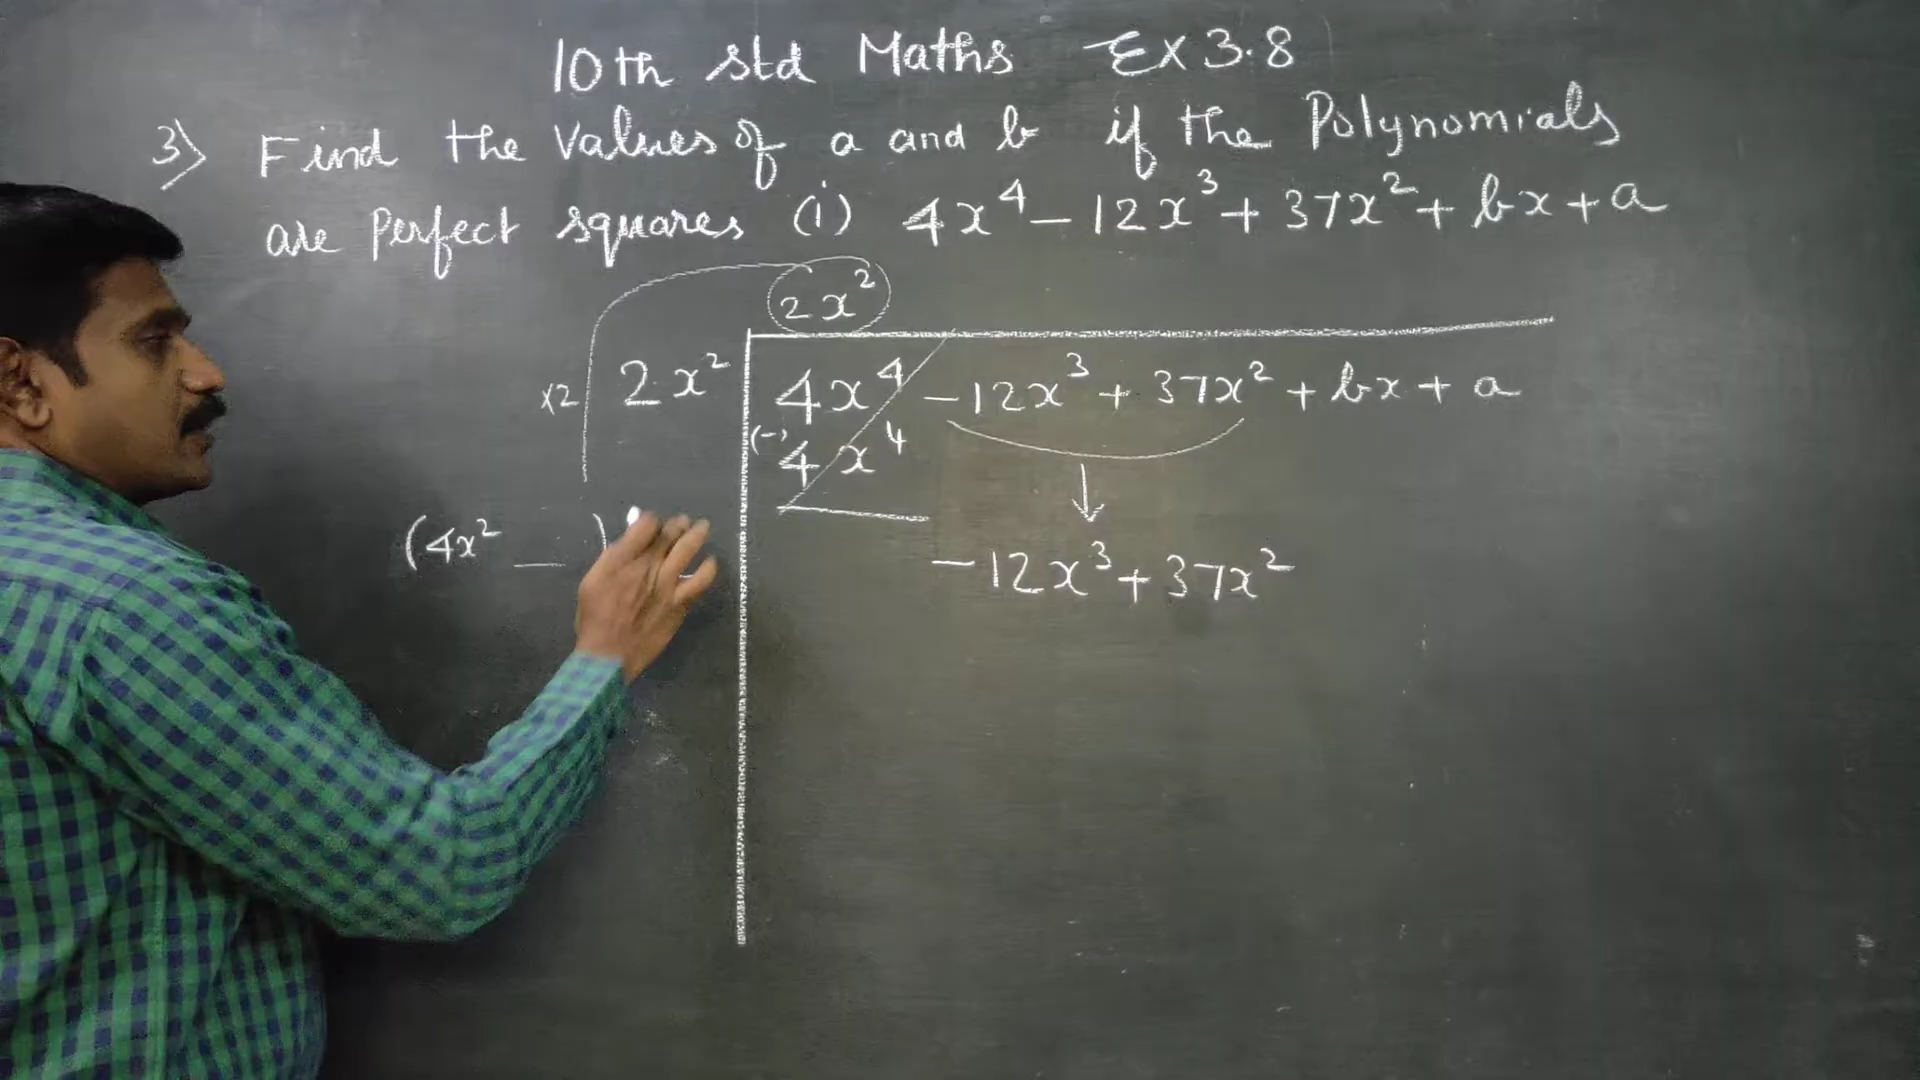 10th std Maths Ex 3.8
3) Find the values of a and b if the Polynomials
are Perfect squares (i) 4x⁴ - 12x³ + 37x² + bx + a
2x²
×2 2x² 4x⁴ - 12x³ + 37x² + bx + a
(-) 4x⁴
(4x² _ )
-12x³ + 37x²